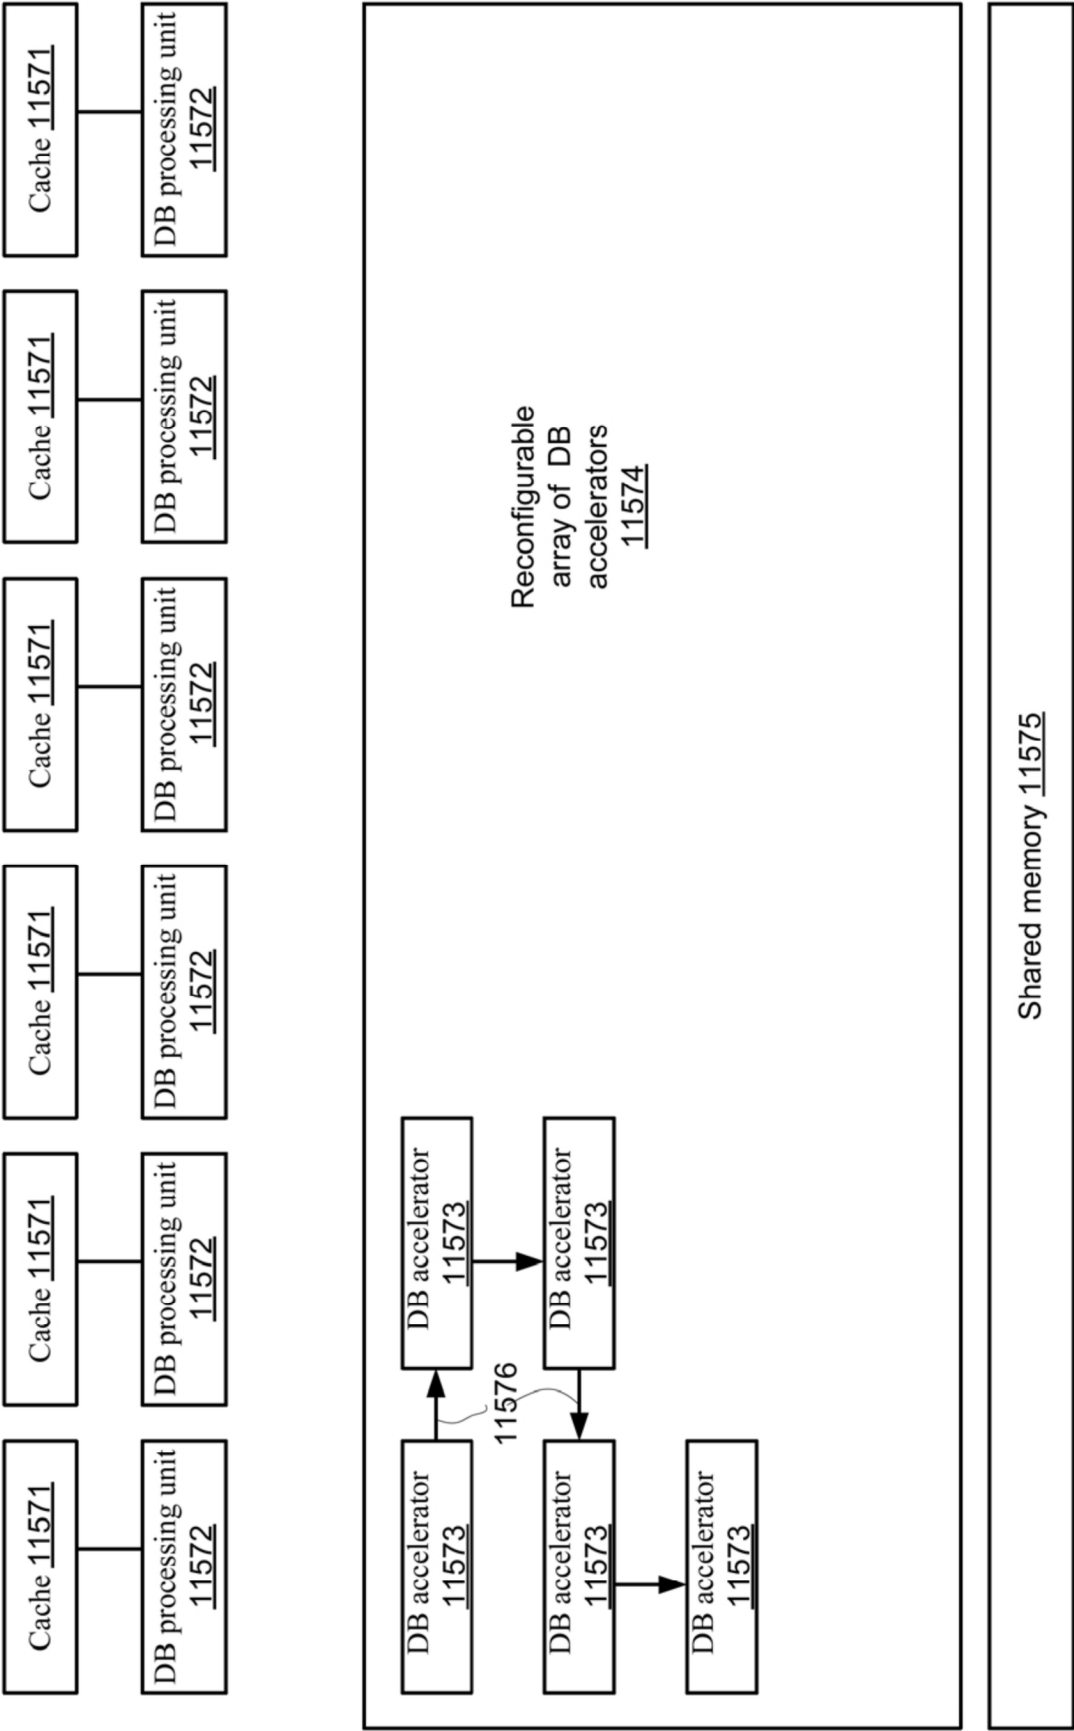 Cache 11571
Cache 11571
Cache 11571
Cache 11571
Cache 11571
Cache 11571
DB processing unit
11572
DB processing unit
11572
DB processing unit
11572
DB processing unit
11572
DB processing unit
11572
DB processing unit
11572
DB accelerator
11573
DB accelerator
11573
11576
DB accelerator
11573
DB accelerator
11573
DB accelerator
11573
Reconfigurable
array of DB
accelerators
11574
Shared memory 11575